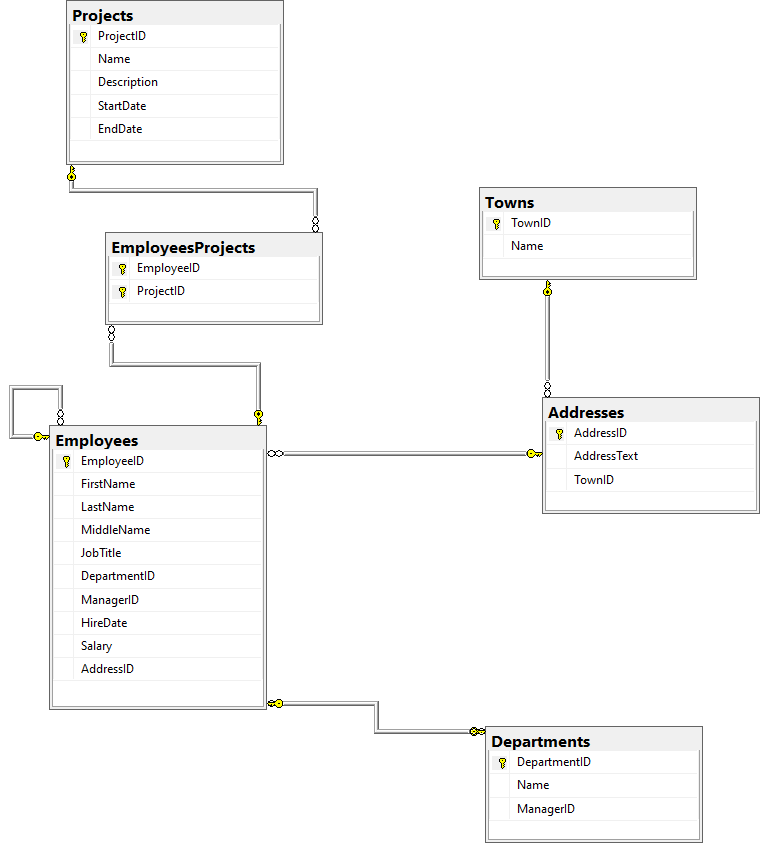 Projects
ProjectID
Name
Description
StartDate
EndDate
Towns
TownID
Name
EmployeesProjects
EmployeeID
ProjectID
Addresses
AddressID
AddressText
TownID
Employees
EmployeeID
FirstName
LastName
MiddleName
JobTitle
DepartmentID
ManagerID
HireDate
Salary
AddressID
Departments
DepartmentID
Name
ManagerID